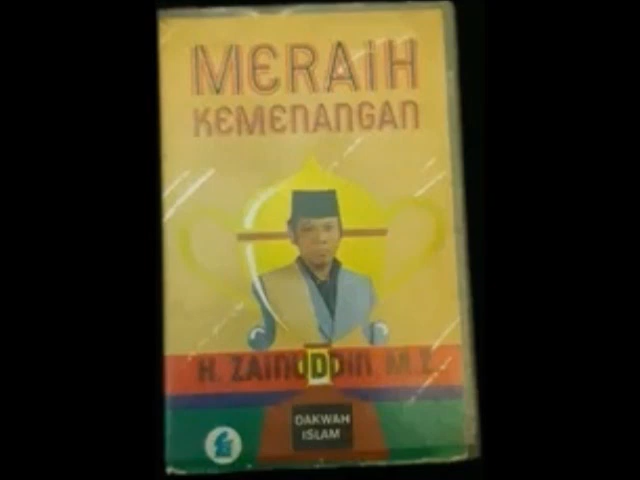 MERAIH
KEMENANGAN
H. ZAINUDDIN. M.Z.
DAKWAH
ISLAM